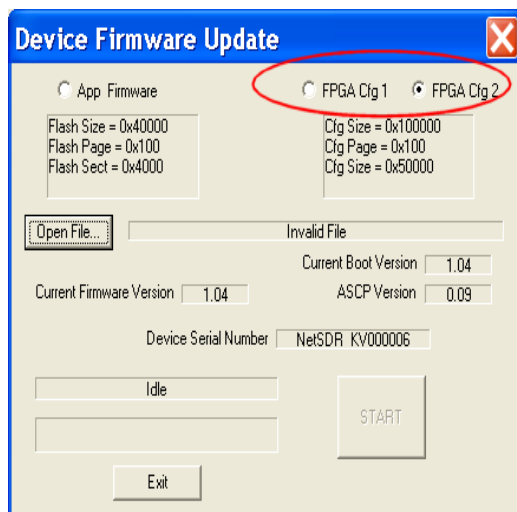 Device Firmware Update
App Firmware
FPGA Cfg 1
FPGA Cfg 2
Flash Size = 0x40000
Flash Page = 0x100
Flash Sect = 0x4000
Cfg Size = 0x100000
Cfg Page = 0x100
Cfg Size = 0x50000
Open File...
Invalid File
Current Boot Version 1.04
Current Firmware Version 1.04
ASCP Version 0.09
Device Serial Number NetSDR KV000006
Idle
START
Exit